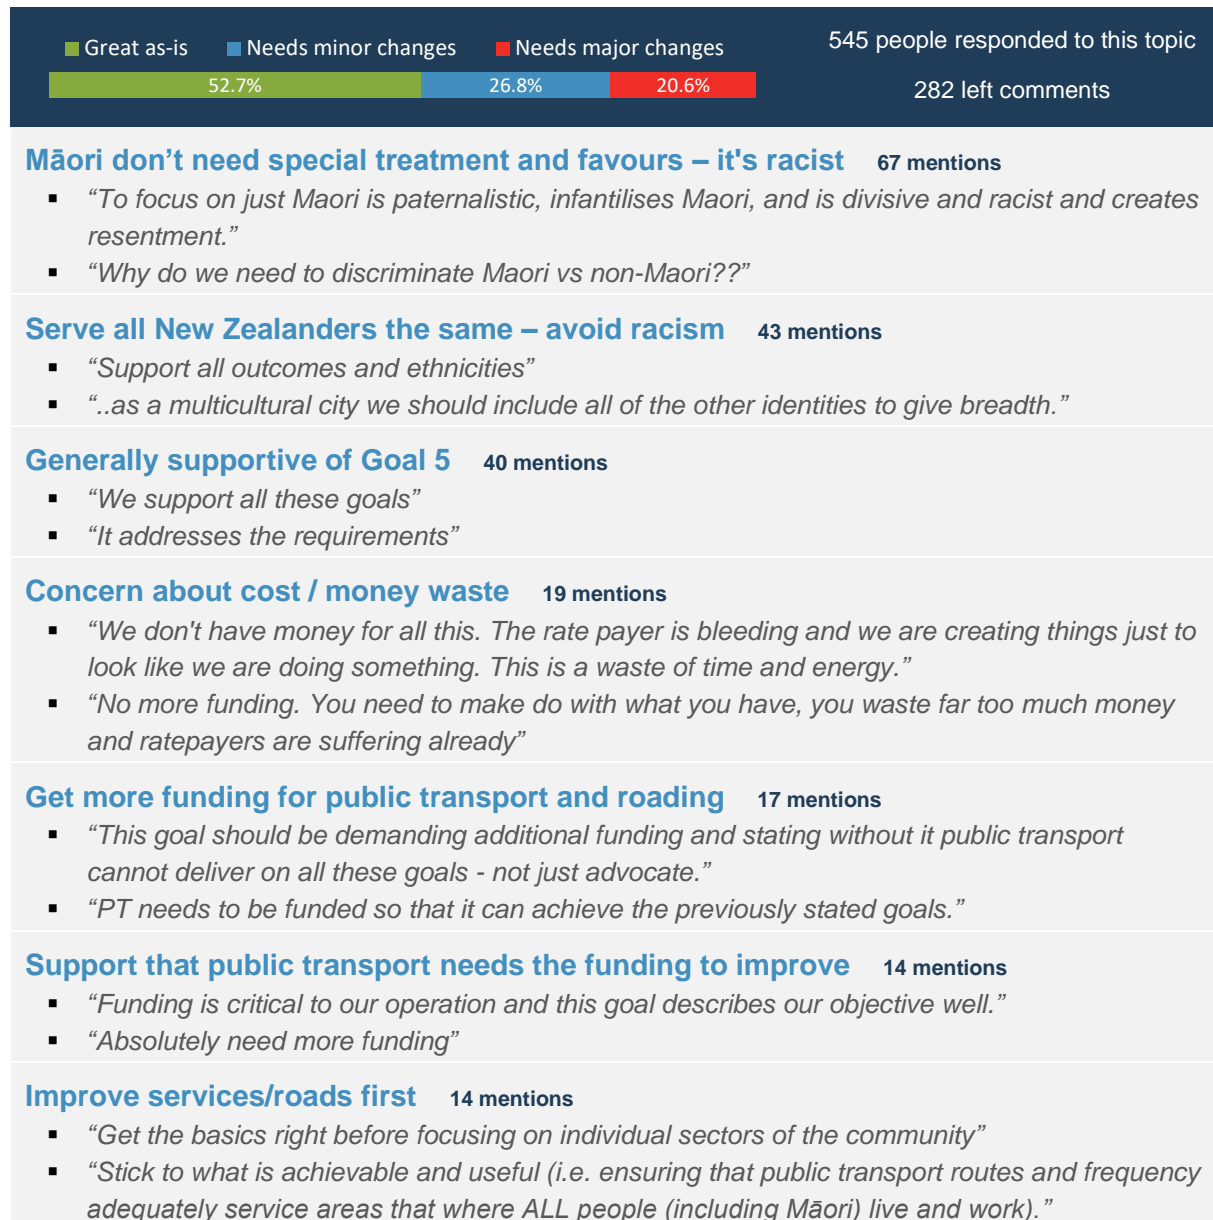 Great as-is Needs minor changes Needs major changes
52.7% 26.8% 20.6%
545 people responded to this topic
282 left comments
Māori don’t need special treatment and favours – it's racist 67 mentions
▪ “To focus on just Maori is paternalistic, infantilises Maori, and is divisive and racist and creates
resentment.”
▪ “Why do we need to discriminate Maori vs non-Maori??”
Serve all New Zealanders the same – avoid racism 43 mentions
▪ “Support all outcomes and ethnicities”
▪ “..as a multicultural city we should include all of the other identities to give breadth.”
Generally supportive of Goal 5 40 mentions
▪ “We support all these goals”
▪ “It addresses the requirements”
Concern about cost / money waste 19 mentions
▪ “We don't have money for all this. The rate payer is bleeding and we are creating things just to
look like we are doing something. This is a waste of time and energy.”
▪ “No more funding. You need to make do with what you have, you waste far too much money
and ratepayers are suffering already”
Get more funding for public transport and roading 17 mentions
▪ “This goal should be demanding additional funding and stating without it public transport
cannot deliver on all these goals - not just advocate.”
▪ “PT needs to be funded so that it can achieve the previously stated goals.”
Support that public transport needs the funding to improve 14 mentions
▪ “Funding is critical to our operation and this goal describes our objective well.”
▪ “Absolutely need more funding”
Improve services/roads first 14 mentions
▪ “Get the basics right before focusing on individual sectors of the community”
▪ “Stick to what is achievable and useful (i.e. ensuring that public transport routes and frequency
adequately service areas that where ALL people (including Māori) live and work).”